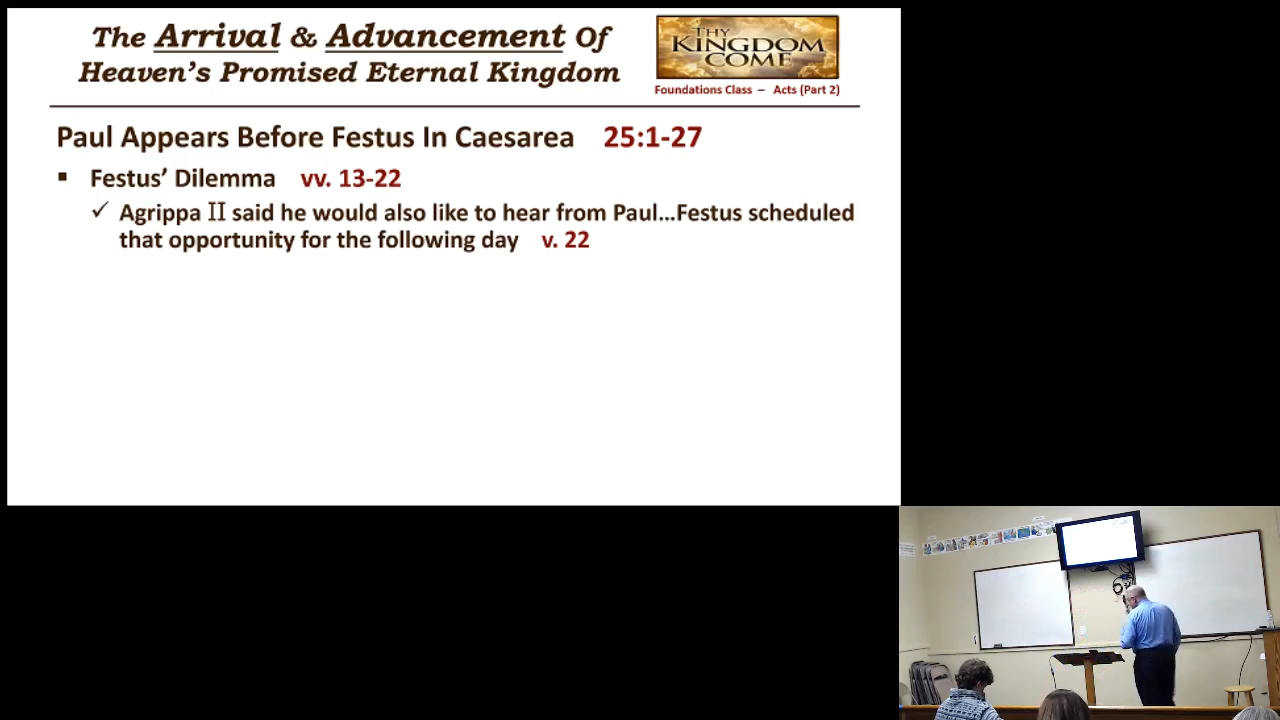 The Arrival & Advancement Of
Heaven's Promised Eternal Kingdom
THY
KINGDOM
COME
Foundations Class – Acts (Part 2)
Paul Appears Before Festus In Caesarea 25:1-27
▪ Festus' Dilemma vv. 13-22
✓ Agrippa II said he would also like to hear from Paul...Festus scheduled
that opportunity for the following day v. 22